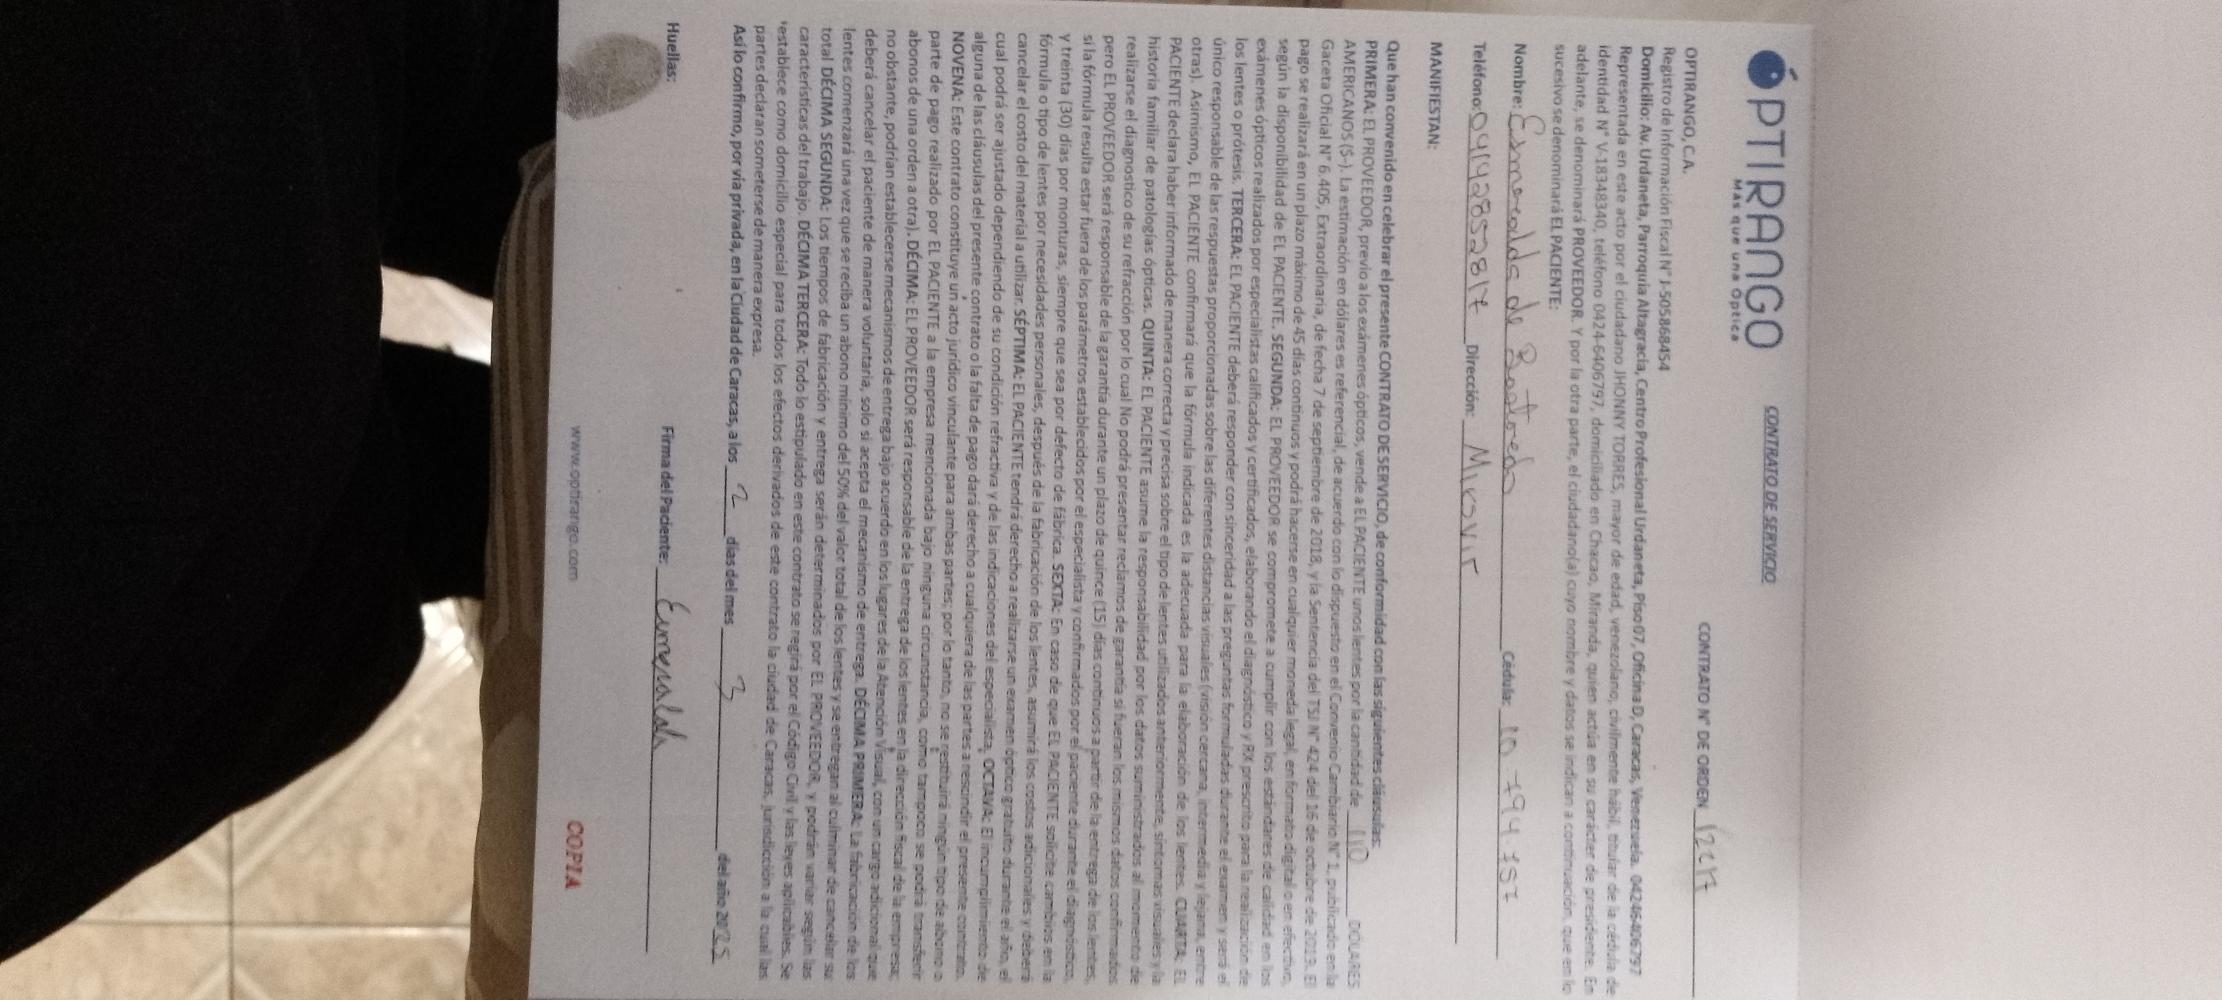 ÓPTIRANGO
Más que una Óptica
CONTRATO DE SERVICIO
CONTRATO N° DE ORDEN
OPTIRANGO, C.A.
Registro de Información Fiscal N° J-505868454
Domicilio: Av. Urdaneta, Parroquia Altagracia, Centro Profesional Urdaneta, Piso 07, Oficina D, Caracas, Venezuela. 04246406797
Representada en este acto por el ciudadano JHONNY TORRES, mayor de edad, venezolano, civilmente hábil, titular de la cédula de
identidad N° V-18348340, teléfono 0424-6406797, domiciliado en Chacao, Miranda, quien actúa en su carácter de presidente. En
adelante, se denominará PROVEEDOR. Y por la otra parte, el ciudadano(a) cuyo nombre y datos se indican a continuación, que en lo
sucesivo se denominará EL PACIENTE:
Nombre: Esmeralda de Cédula: 10 794 757
Teléfono: 04192852817 Dirección:
MANIFIESTAN:
Que han convenido en celebrar el presente CONTRATO DE SERVICIO, de conformidad con las siguientes cláusulas:
PRIMERA: EL PROVEEDOR, previo a los exámenes ópticos, vende a EL PACIENTE unos lentes por la cantidad de 110 DÓLARES
AMERICANOS ($-). La estimación en dólares es referencial, de acuerdo con lo dispuesto en el Convenio Cambiario N° 1, publicado en la
Gaceta Oficial N° 6.405, Extraordinaria, de fecha 7 de septiembre de 2018, y la Sentencia del TSJ N° 424 del 16 de octubre de 2019. El
pago se realizará en un plazo máximo de 45 días continuos y podrá hacerse en cualquier moneda legal, en formato digital o en efectivo,
según la disponibilidad de EL PACIENTE. SEGUNDA: EL PROVEEDOR se compromete a cumplir con los estándares de calidad en los
exámenes ópticos realizados por especialistas calificados y certificados, elaborando el diagnóstico y RX prescrito para la realización de
los lentes o prótesis. TERCERA: EL PACIENTE deberá responder con sinceridad a las preguntas formuladas durante el examen y será el
único responsable de las respuestas proporcionadas sobre las diferentes distancias visuales (visión cercana, intermedia y lejana, entre
otras). Asimismo, EL PACIENTE confirmará que la fórmula indicada es la adecuada para la elaboración de los lentes. CUARTA: EL
PACIENTE declara haber informado de manera correcta y precisa sobre el tipo de lentes utilizados anteriormente, síntomas visuales y la
historia familiar de patologías ópticas. QUINTA: EL PACIENTE asume la responsabilidad por los datos suministrados al momento de
realizarse el diagnostico de su refracción por lo cual No podrá presentar reclamos de garantía si fueran los mismos datos confirmados
pero EL PROVEEDOR será responsable de la garantía durante un plazo de quince (15) días continuos a partir de la entrega de los lentes,
si la fórmula resulta estar fuera de los parámetros establecidos por el especialista y confirmados por el paciente durante el diagnóstico,
y treinta (30) días por monturas, siempre que sea por defecto de fábrica. SEXTA: En caso de que EL PACIENTE solicite cambios en la
fórmula o tipo de lentes por necesidades personales, después de la fabricación de los lentes, asumirá los costos adicionales y deberá
cancelar el costo del material a utilizar. SÉPTIMA: EL PACIENTE tendrá derecho a realizarse un examen óptico gratuito durante el año, el
cual podrá ser ajustado dependiendo de su condición refractiva y de las indicaciones del especialista. OCTAVA: El incumplimiento de
alguna de las cláusulas del presente contrato o la falta de pago dará derecho a cualquiera de las partes a rescindir el presente contrato.
NOVENA: Este contrato constituye un acto jurídico vinculante para ambas partes; por lo tanto, no se restituirá ningún tipo de abono o
parte de pago realizado por EL PACIENTE a la empresa mencionada bajo ninguna circunstancia, como tampoco se podrá transferir
abonos de una orden a otra). DÉCIMA: EL PROVEEDOR será responsable de la entrega de los lentes en la dirección fiscal de la empresa;
no obstante, podrían establecerse mecanismos de entrega bajo acuerdo en los lugares de la Atención Visual, con un cargo adicional que
deberá cancelar el paciente de manera voluntaria, solo si acepta el mecanismo de entrega. DÉCIMA PRIMERA: La fabricación de los
lentes comenzará una vez que se reciba un abono mínimo del 50% del valor total de los lentes y se entregan al culminar de cancelar su
total DÉCIMA SEGUNDA: Los tiempos de fabricación y entrega serán determinados por EL PROVEEDOR, y podrán variar según las
características del trabajo. DÉCIMA TERCERA: Todo lo estipulado en este contrato se regirá por el Código Civil y las leyes aplicables. Se
establece como domicilio especial para todos los efectos derivados de este contrato la ciudad de Caracas, jurisdicción a la cual las
partes declaran someterse de manera expresa.
Así lo confirmo, por vía privada, en la Ciudad de Caracas, a los 2 días del mes 3 del año 2025
Huellas: Firma del Paciente: Esmeralda
www.optirango.com
COPIA